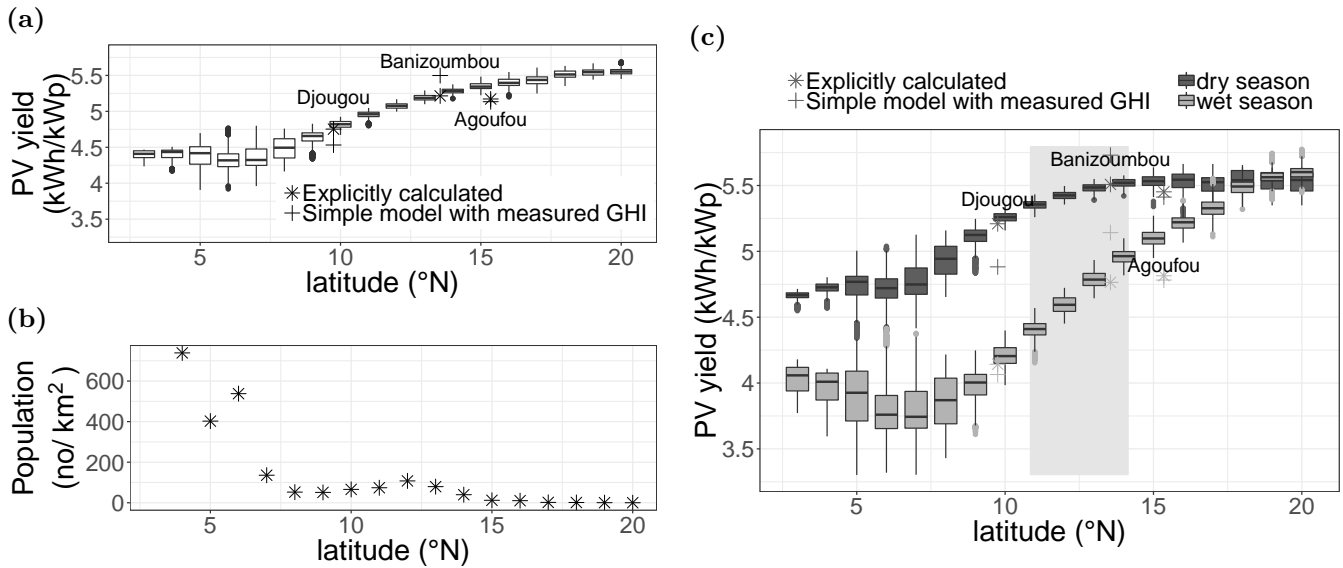 (a)
PV yield
(kWh/kWp)
5.5
5
4.5
4
3.5
Banizoumbou
Djougou
Agoufou
Explicitly calculated
Simple model with measured GHI
5
10
15
20
latitude (°N)
(b)
Population
(no/ km²)
600
400
200
0
5
10
15
20
latitude (°N)
(c)
Explicitly calculated
Simple model with measured GHI
dry season
wet season
PV yield (kWh/kWp)
5.5
5
4.5
4
3.5
Banizoumbou
Djougou
Agoufou
5
10
15
20
latitude (°N)